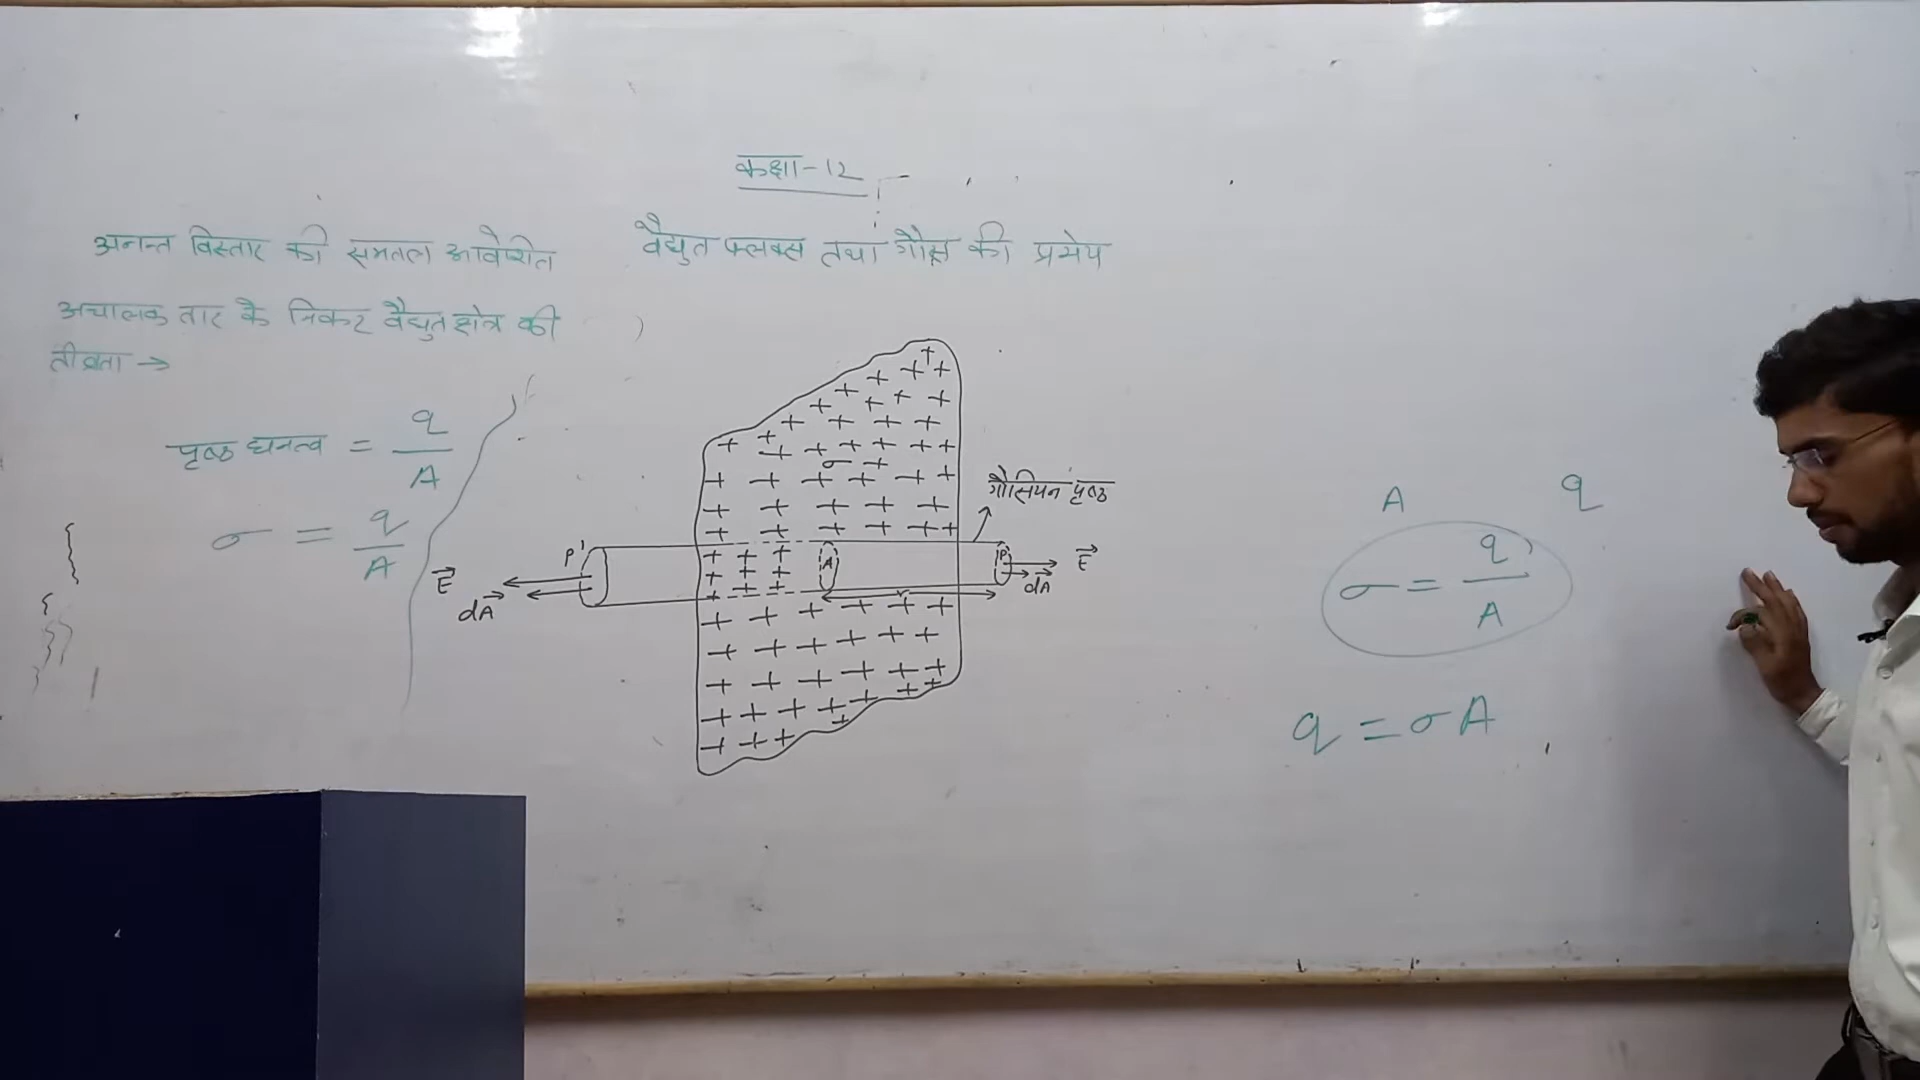 कक्षा-12
अनन्त विस्तार की समतल आवेशित
वैद्युत फ्लक्स तथा गौस की प्रमेय
अचालक तार के निकट वैद्युत क्षेत्र की
तीव्रता →
पृष्ठ घनत्व = q/A
σ = q/A
σ
गौसियन पृष्ठ
P'
A
P
r
E⃗
dA⃗
E⃗
dA⃗
A q
σ = q/A
q = σA